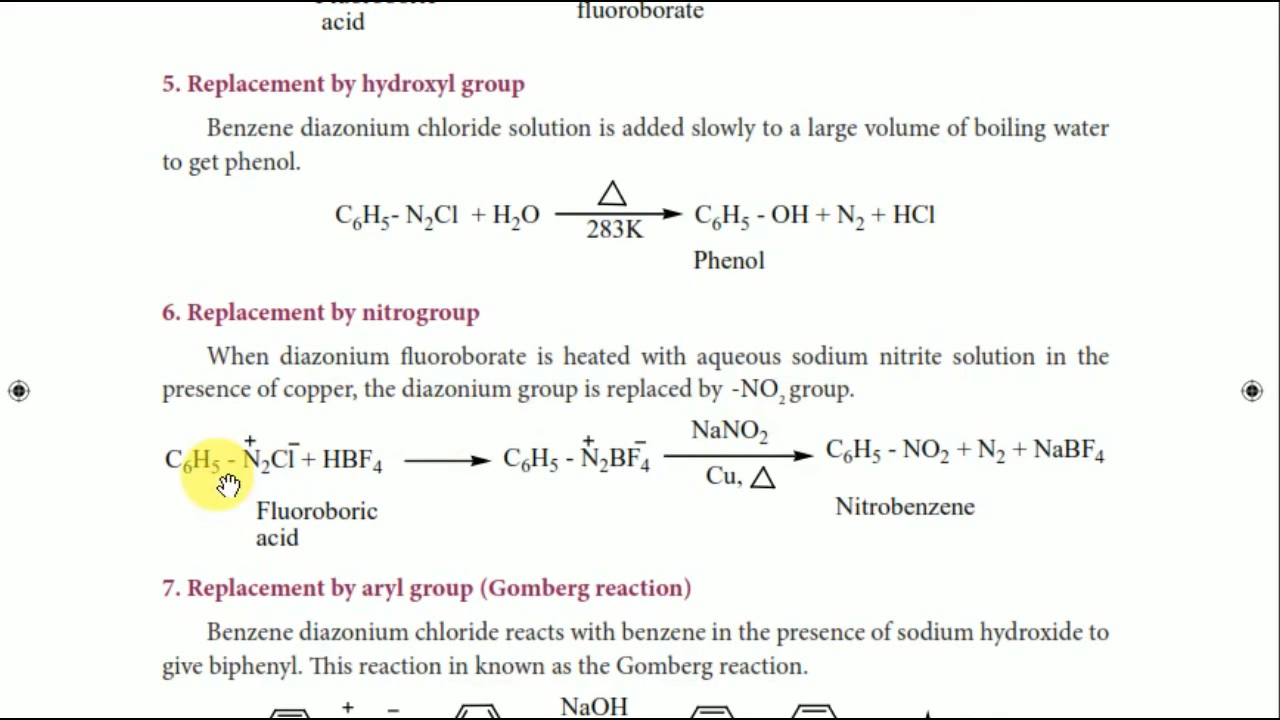 fluoroborate
acid
5. Replacement by hydroxyl group
Benzene diazonium chloride solution is added slowly to a large volume of boiling water
to get phenol.
△
C₆H₅- N₂Cl + H₂O ⟶ C₆H₅ - OH + N₂ + HCl
283K
Phenol
6. Replacement by nitrogroup
When diazonium fluoroborate is heated with aqueous sodium nitrite solution in the
presence of copper, the diazonium group is replaced by -NO₂ group.
NaNO₂
C₆H₅ - N⁺₂Cl⁻ + HBF₄ ⟶ C₆H₅ - N⁺₂BF₄⁻ ⟶ C₆H₅ - NO₂ + N₂ + NaBF₄
Cu, △
Fluoroboric
acid
Nitrobenzene
7. Replacement by aryl group (Gomberg reaction)
Benzene diazonium chloride reacts with benzene in the presence of sodium hydroxide to
give biphenyl. This reaction in known as the Gomberg reaction.
+ − NaOH